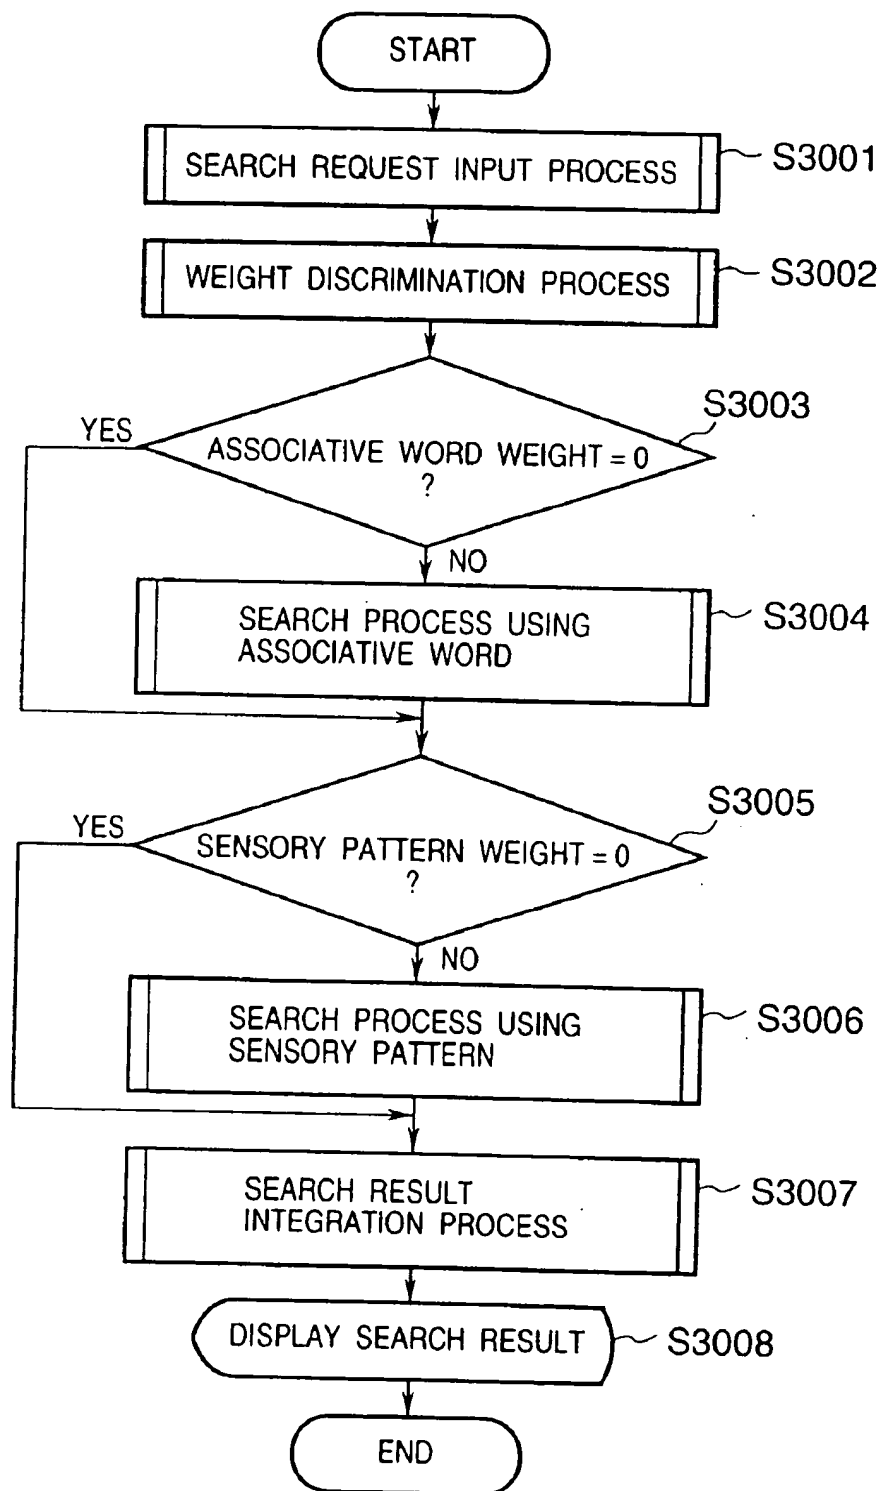 START
SEARCH REQUEST INPUT PROCESS
S3001
WEIGHT DISCRIMINATION PROCESS
S3002
S3003
YES
ASSOCIATIVE WORD WEIGHT = 0
?
NO
SEARCH PROCESS USING
ASSOCIATIVE WORD
S3004
S3005
YES
SENSORY PATTERN WEIGHT = 0
?
NO
SEARCH PROCESS USING
SENSORY PATTERN
S3006
SEARCH RESULT
INTEGRATION PROCESS
S3007
DISPLAY SEARCH RESULT
S3008
END